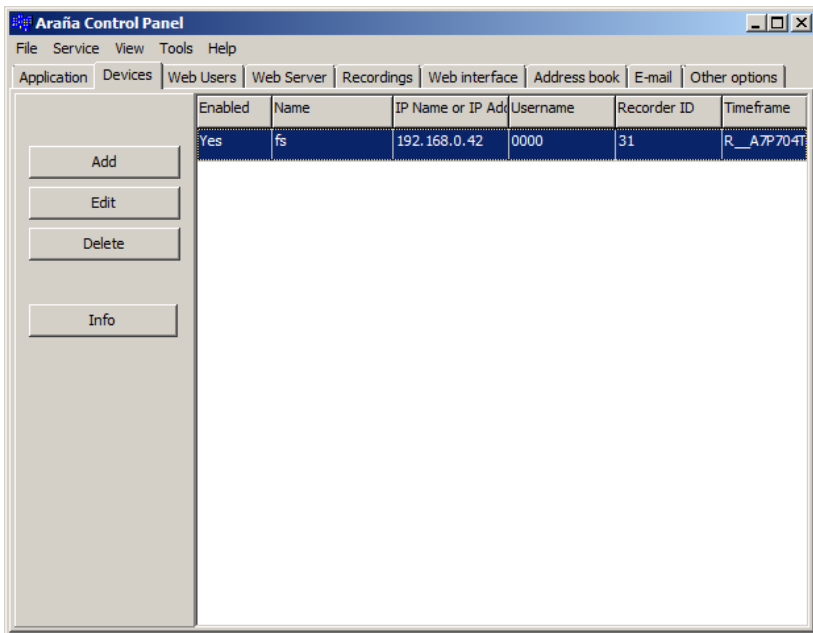 Araña Control Panel
File Service View Tools Help
Application Devices Web Users Web Server Recordings Web interface Address book E-mail Other options
Enabled Name IP Name or IP Add Username Recorder ID Timeframe
Yes fs 192.168.0.42 0000 31 R__A7P704T
Add
Edit
Delete
Info